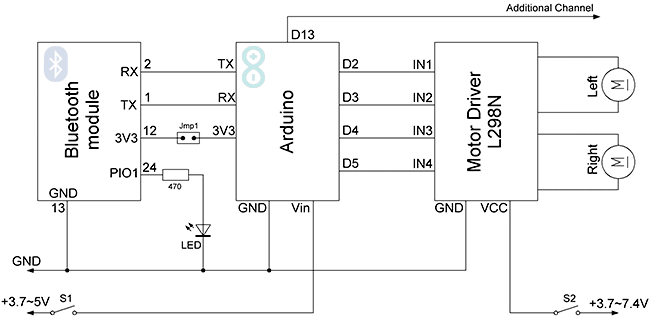 Additional Channel
D13
2
TX
D2
IN1
RX
1
RX
D3
IN2
TX
12
Jmp1
3V3
D4
IN3
3V3
24
D5
IN4
PIO1
470
Bluetooth
module
Arduino
Motor Driver
L298N
Left
M
Right
M
GND
13
GND
Vin
GND
VCC
LED
GND
+3.7~5V
S1
S2
+3.7~7.4V